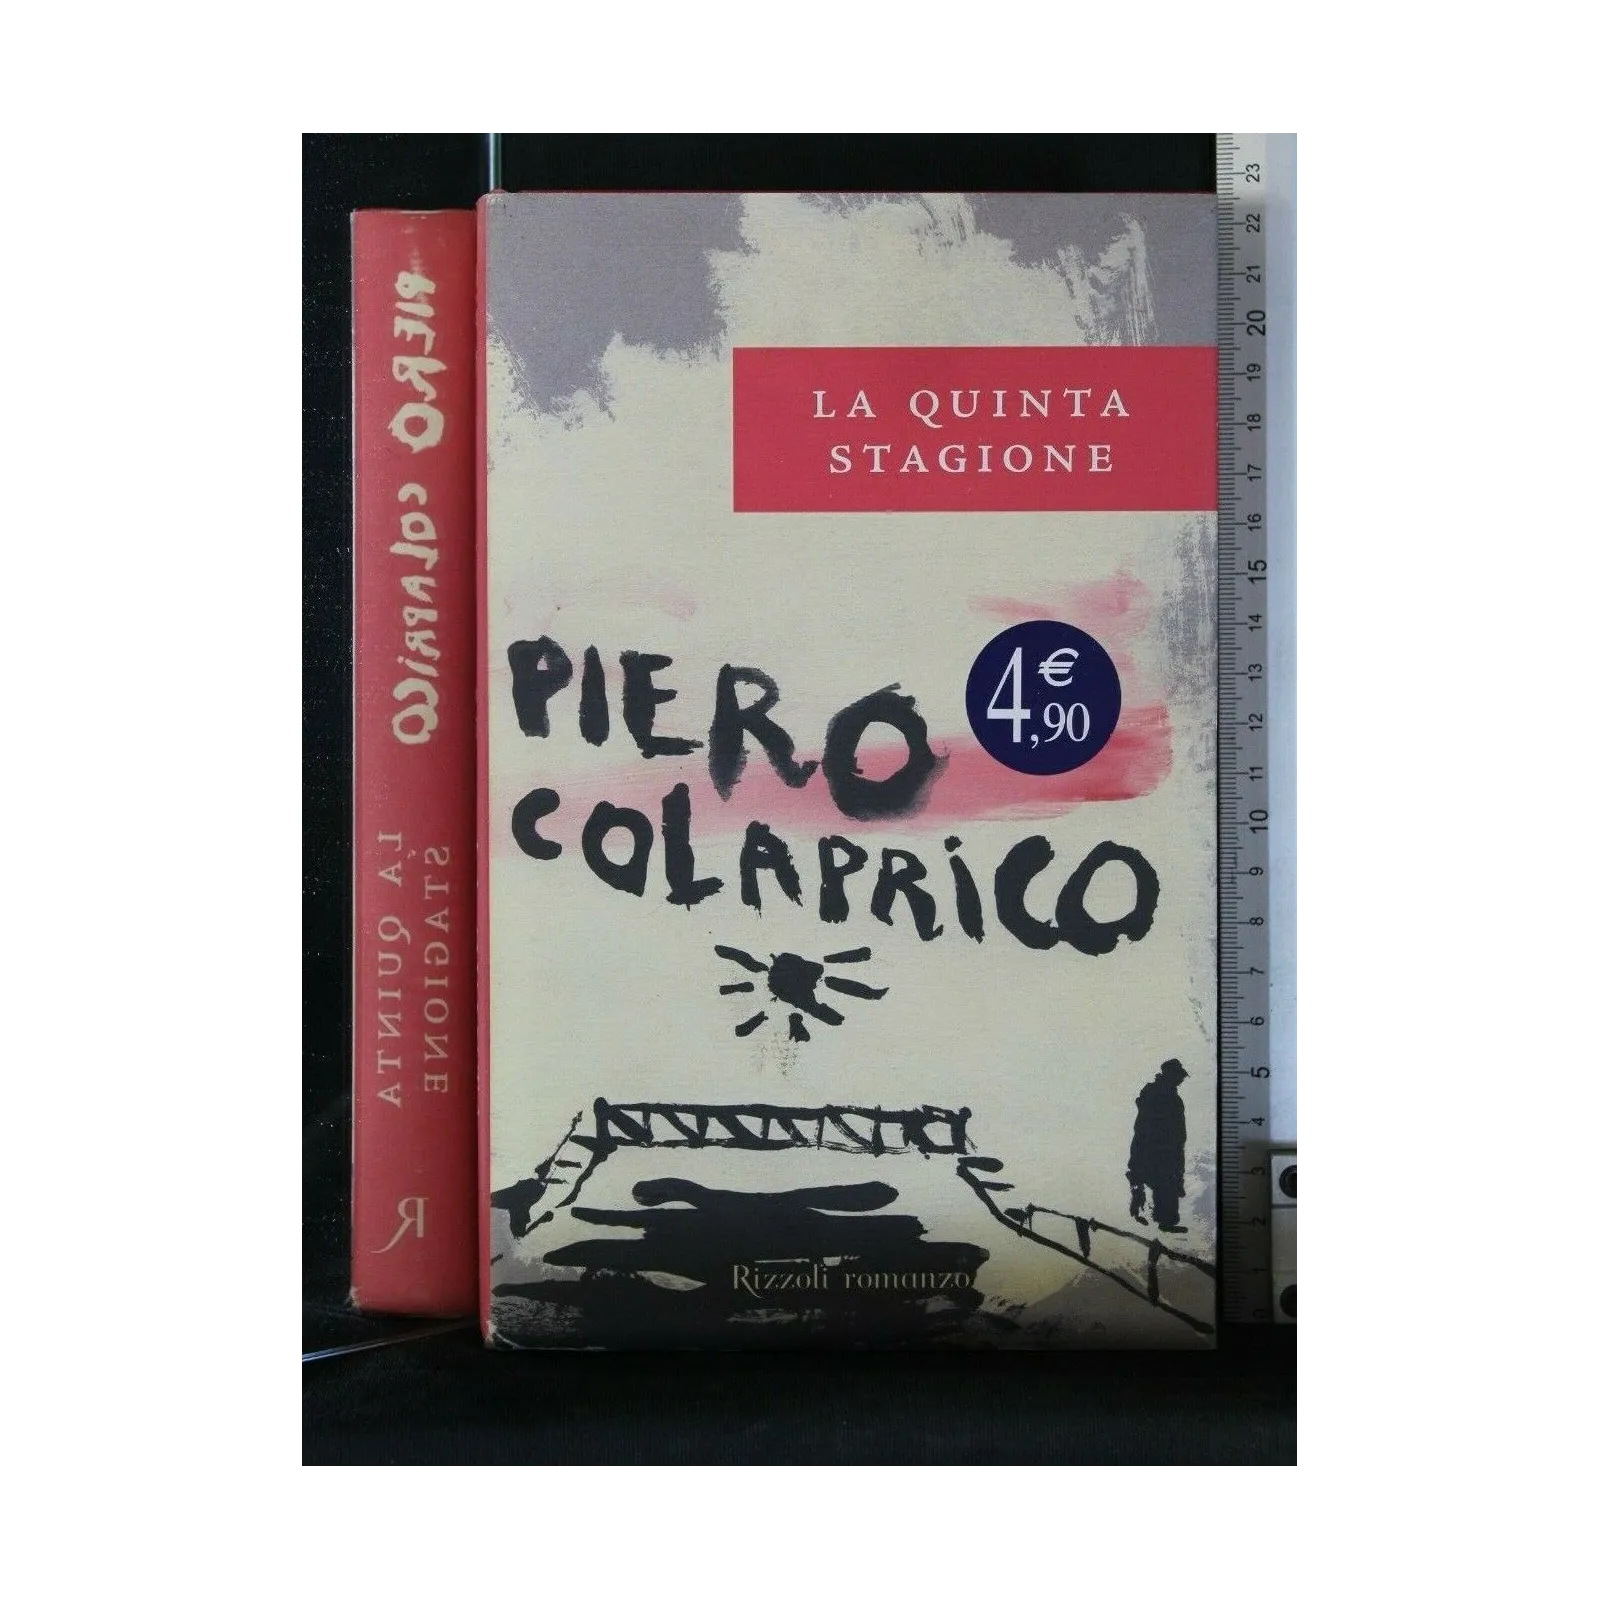 PIERO COLAPRICO
LA QUINTA
STAGIONE
R
LA QUINTA
STAGIONE
PIERO
COLAPRICO
4,90 €
Rizzoli romanzo
23
22
21
20
19
18
17
16
15
14
13
12
11
10
9
8
7
6
5
4
3
2
1
0